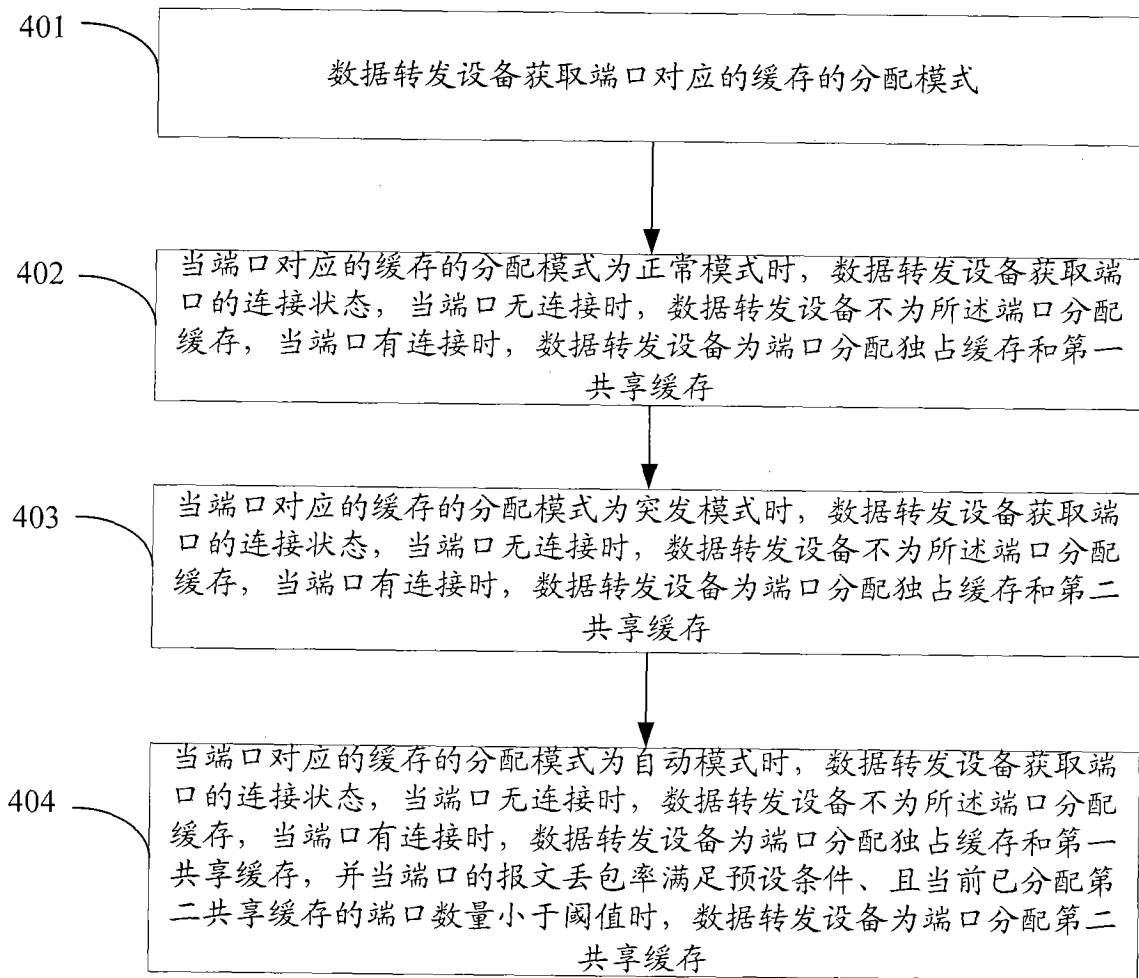 401
数据转发设备获取端口对应的缓存的分配模式
402
当端口对应的缓存的分配模式为正常模式时，数据转发设备获取端
口的连接状态，当端口无连接时，数据转发设备不为所述端口分配
缓存，当端口有连接时，数据转发设备为端口分配独占缓存和第一
共享缓存
403
当端口对应的缓存的分配模式为突发模式时，数据转发设备获取端
口的连接状态，当端口无连接时，数据转发设备不为所述端口分配
缓存，当端口有连接时，数据转发设备为端口分配独占缓存和第二
共享缓存
404
当端口对应的缓存的分配模式为自动模式时，数据转发设备获取端
口的连接状态，当端口无连接时，数据转发设备不为所述端口分配
缓存，当端口有连接时，数据转发设备为端口分配独占缓存和第一
共享缓存，并当端口的报文丢包率满足预设条件、且当前已分配第
二共享缓存的端口数量小于阈值时，数据转发设备为端口分配第二
共享缓存